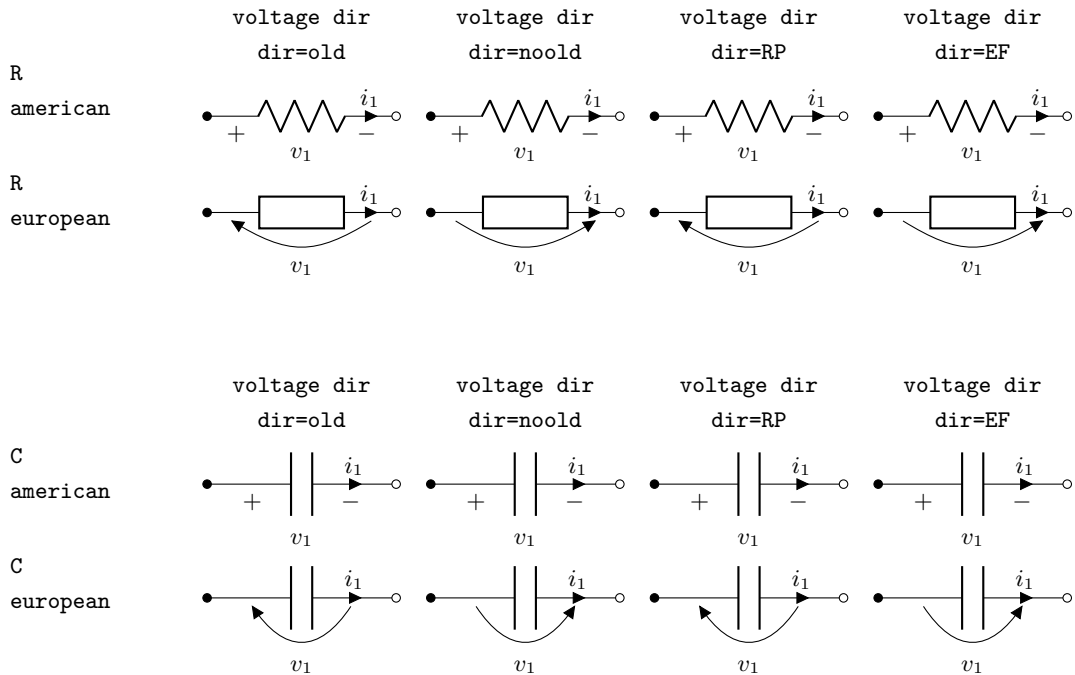 voltage dir voltage dir voltage dir voltage dir
dir=old dir=noold dir=RP dir=EF
R
american
i₁ i₁ i₁ i₁
+ − + − + − + −
v₁ v₁ v₁ v₁
R
european
i₁ i₁ i₁ i₁
v₁ v₁ v₁ v₁
voltage dir voltage dir voltage dir voltage dir
dir=old dir=noold dir=RP dir=EF
C
american
i₁ i₁ i₁ i₁
+ − + − + − + −
v₁ v₁ v₁ v₁
C
european
i₁ i₁ i₁ i₁
v₁ v₁ v₁ v₁